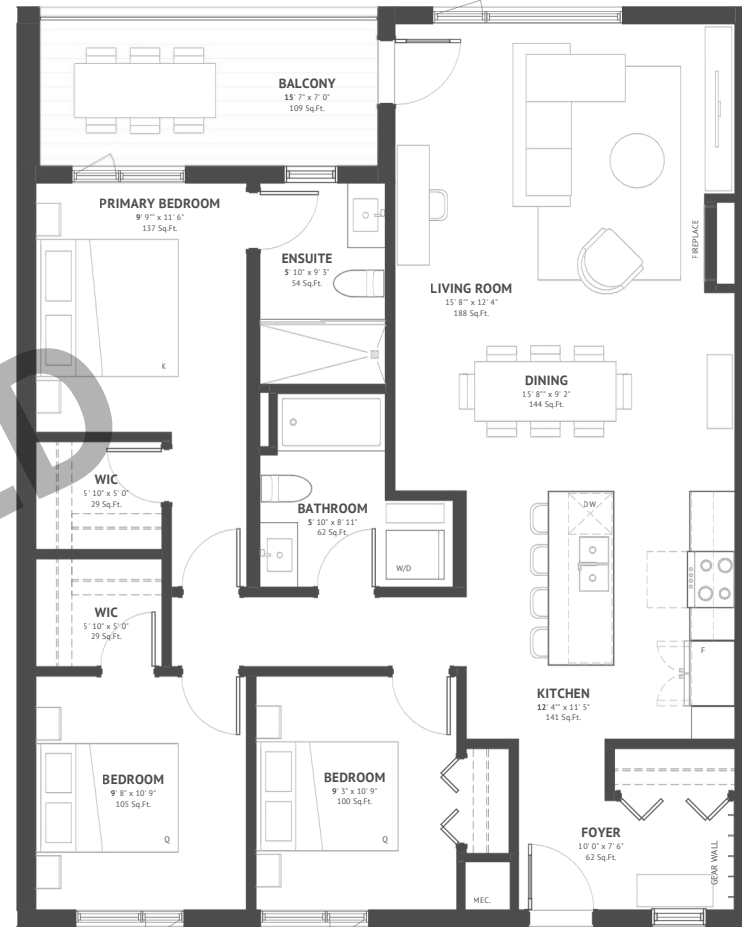 BALCONY
15' 7" x 7' 0"
109 Sq.Ft.
PRIMARY BEDROOM
9' 9"" x 11' 6"
137 Sq.Ft.
ENSUITE
5' 10" x 9' 3"
54 Sq.Ft.
FIREPLACE
LIVING ROOM
15' 8"" x 12' 4"
188 Sq.Ft.
K
DINING
15' 8"" x 9' 2"
144 Sq.Ft.
WIC
5' 10" x 5' 0"
29 Sq.Ft.
BATHROOM
5' 10" x 8' 11"
62 Sq.Ft.
DW
W/D
WIC
5' 10" x 5' 0"
29 Sq.Ft.
F
KITCHEN
12' 4"" x 11' 5"
141 Sq.Ft.
BEDROOM
9' 8" x 10' 9"
105 Sq.Ft.
Q
BEDROOM
9' 3" x 10' 9"
100 Sq.Ft.
Q
FOYER
10' 0" x 7' 6"
62 Sq.Ft.
GEAR WALL
MEC.
LD